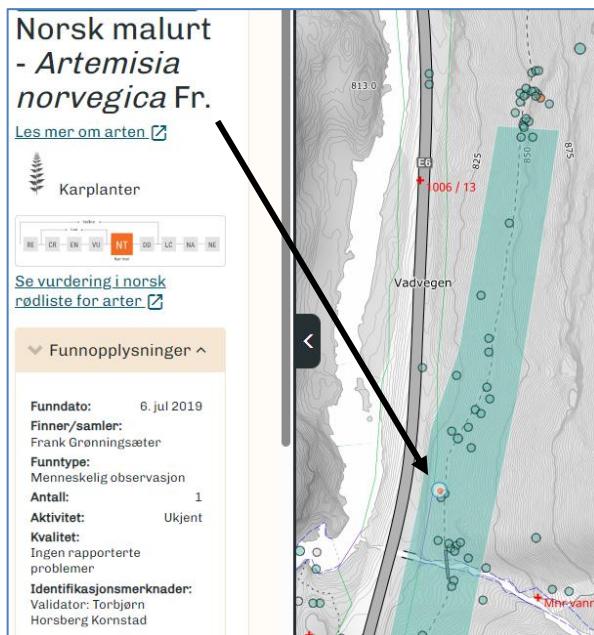 Norsk malurt
- Artemisia
norvegica Fr.
Les mer om arten
Karplanter
RE CR EN VU NT DD LC NA NE
Se vurdering i norsk
rødliste for arter
Funnopplysninger
Funndato: 6. jul 2019
Finner/samler:
Frank Grønningsæter
Funntype:
Menneskelig observasjon
Antall: 1
Aktivitet: Ukjent
Kvalitet:
Ingen rapporterte
problemer
Identifikasjonsmerknader:
Validator: Torbjørn
Horsberg Kornstad
813.0
E6
1006 / 13
825
850
875
Vadvegen
Mnr vann